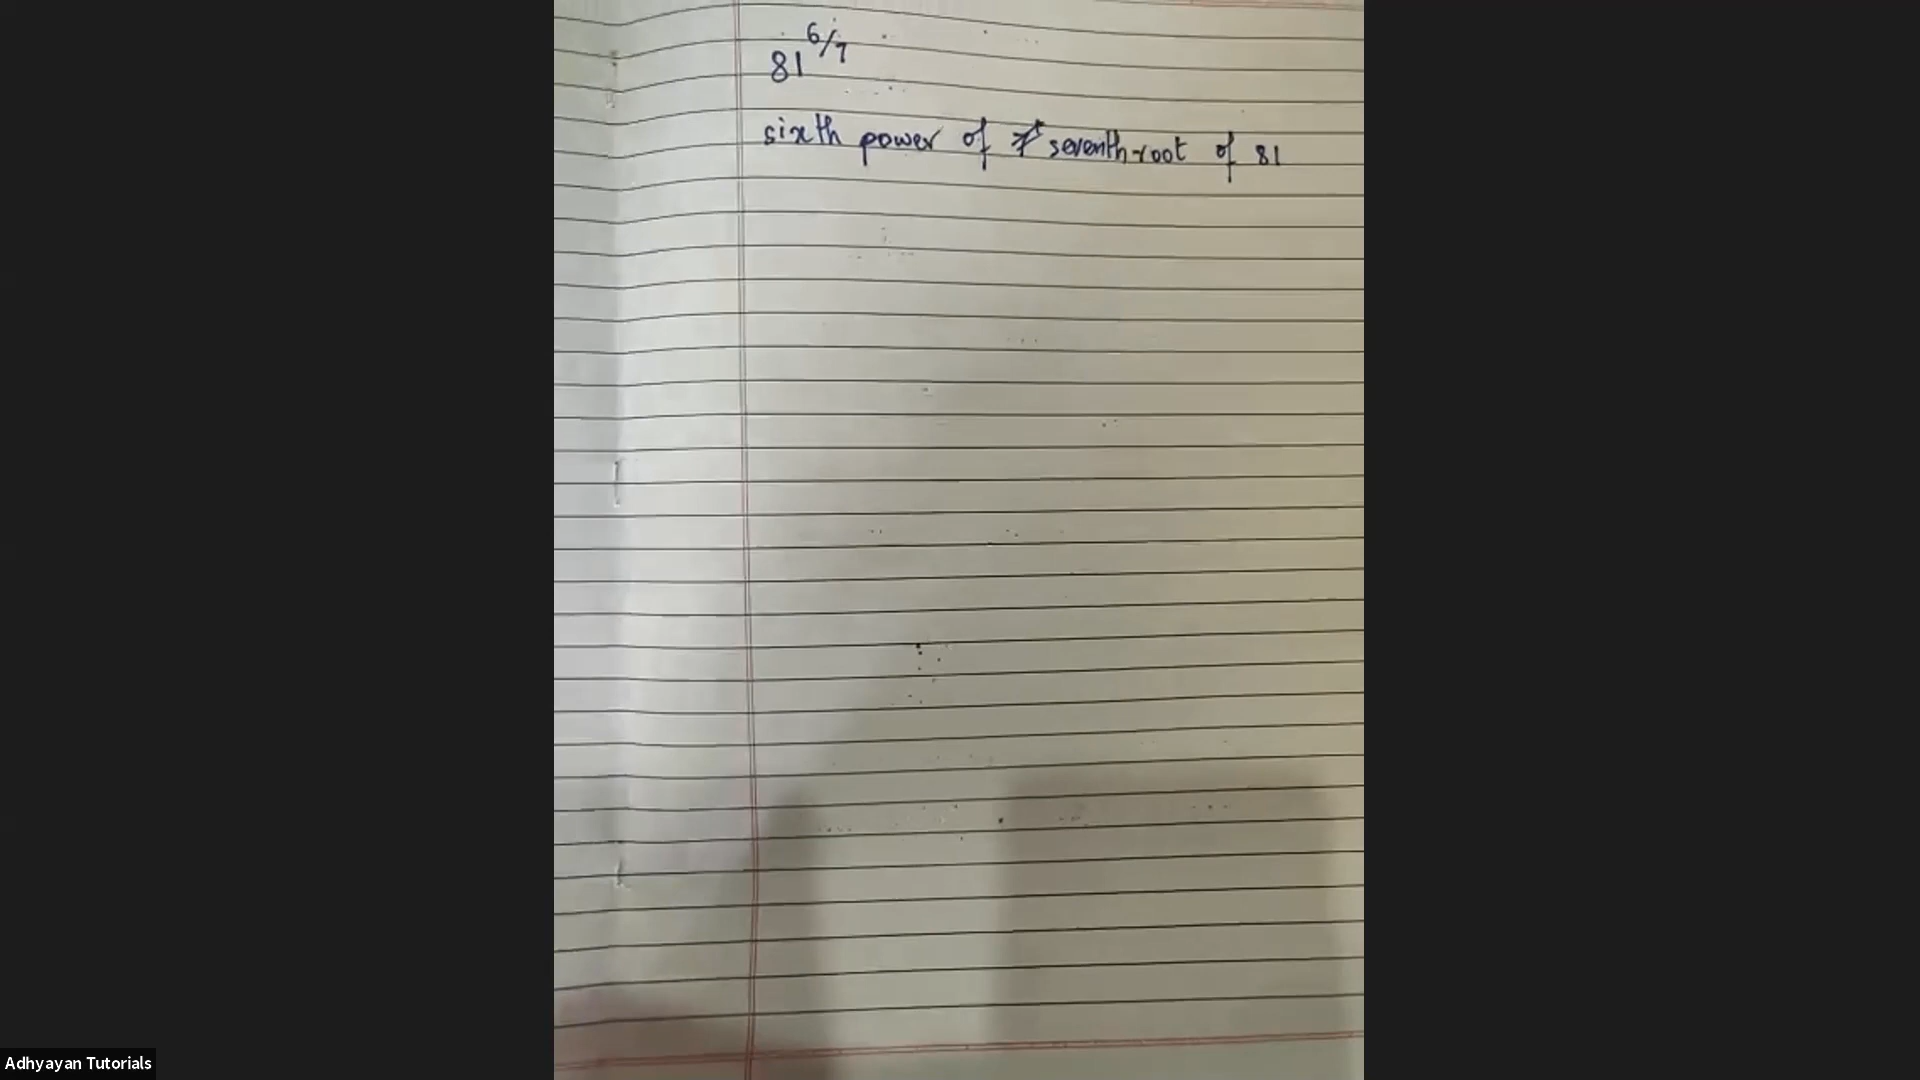 81^6/7
sixth power of seventh-root of 81
Adhyayan Tutorials